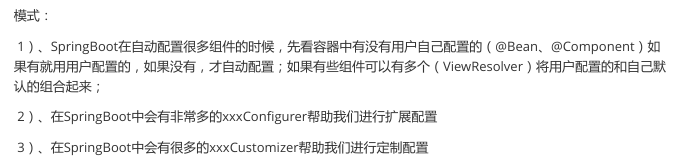 模式：
1）、SpringBoot在自动配置很多组件的时候，先看容器中有没有用户自己配置的（@Bean、@Component）如
果有就用用户配置的，如果没有，才自动配置；如果有些组件可以有多个（ViewResolver）将用户配置的和自己默
认的组合起来；
2）、在SpringBoot中会有非常多的xxxConfigurer帮助我们进行扩展配置
3）、在SpringBoot中会有很多的xxxCustomizer帮助我们进行定制配置